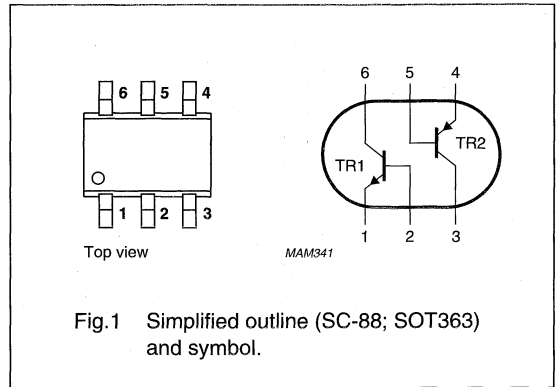 6 5 4
1 2 3
Top view
6 5 4
TR1 TR2
1 2 3
MAM341
Fig.1 Simplified outline (SC-88; SOT363)
and symbol.